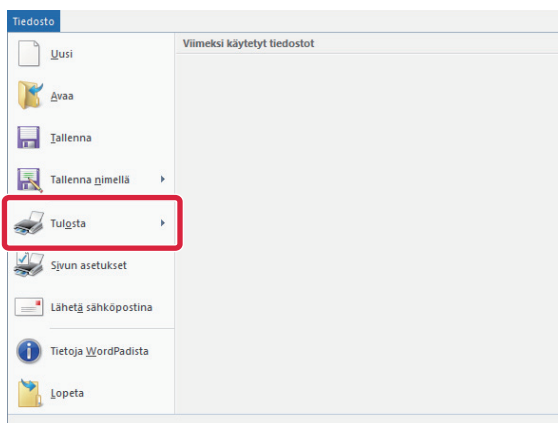 Tiedosto
Viimeksi käytetyt tiedostot
Uusi
Avaa
Tallenna
Tallenna nimellä
Tulosta
Sivun asetukset
Lähetä sähköpostina
Tietoja WordPadista
Lopeta